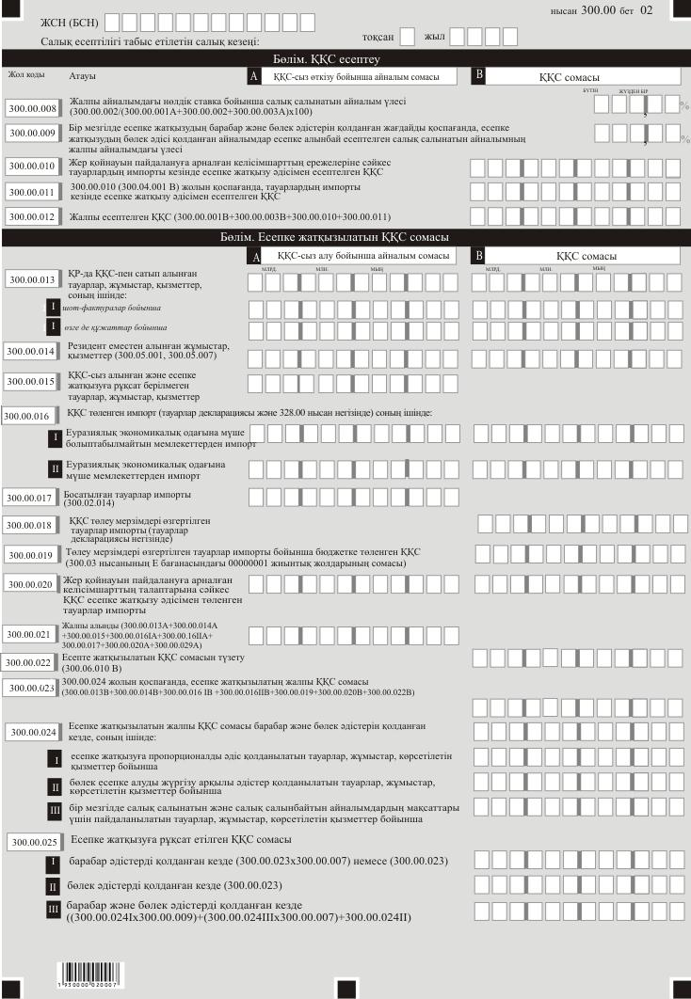 нысан 300.00 бет 02
ЖСН (БСН)
Салық есептілігі табыс етілетін салық кезеңі:
тоқсан
жыл
Бөлім. ҚҚС есептеу
Жол коды
Атауы
A
ҚҚС-сыз өткізу бойынша айналым сомасы
B
ҚҚС сомасы
БҮТІН
ЖҮЗДЕН БІР
300.00.008
Жалпы айналымдағы нөлдік ставка бойынша салық салынатын айналым үлесі
(300.00.002/(300.00.001А+300.00.002+300.00.003А)х100)
,
%
300.00.009
Бір мезгілде есепке жатқызудың барабар және бөлек әдістерін қолданған жағдайды қоспағанда, есепке
жатқызудың бөлек әдісі қолданған айналымдар есепке алынбай есептелген салық салынатын айналымның
жалпы айналымдағы үлесі
,
%
300.00.010
Жер қойнауын пайдалануға арналған келісімшарттың ережелеріне сәйкес
тауарлардың импорты кезінде есепке жатқызу әдісімен есептелген ҚҚС
300.00.011
300.00.010 (300.04.001 В) жолын қоспағанда, тауарлардың импорты
кезінде есепке жатқызу әдісімен есептелген ҚҚС
300.00.012
Жалпы есептелген ҚҚС (300.00.001В+300.00.003В+300.00.010+300.00.011)
Бөлім. Есепке жатқызылатын ҚҚС сомасы
A
ҚҚС-сыз алу бойынша айналым сомасы
B
ҚҚС сомасы
МЛРД.
МЛН.
МЫҢ
МЛРД.
МЛН.
МЫҢ
300.00.013
ҚР-да ҚҚС-пен сатып алынған
тауарлар, жұмыстар, қызметтер,
соның ішінде:
I
шот-фактуралар бойынша
I
өзге де құжаттар бойынша
300.00.014
Резидент еместен алынған жұмыстар,
қызметтер (300.05.001, 300.05.007)
300.00.015
ҚҚС-сыз алынған және есепке
жатқызуға рұқсат берілмеген
тауарлар, жұмыстар, қызметтер
300.00.016
ҚҚС төленген импорт (тауарлар декларациясы және 328.00 нысан негізінде) соның ішінде:
I
Еуразиялық экономикалық одағына мүше
болыптабылмайтын мемлекеттерден импорт
II
Еуразиялық экономикалық одағына
мүше мемлекеттерден импорт
300.00.017
Босатылған тауарлар импорты
(300.02.014)
300.00.018
ҚҚС төлеу мерзімдері өзгертілген
тауарлар импорты (тауарлар
декларациясы негізінде)
300.00.019
Төлеу мерзімдері өзгертілген тауарлар импорты бойынша бюджетке төленген ҚҚС
(300.03 нысанының Е бағанасындағы 00000001 жиынтық жолдарының сомасы)
300.00.020
Жер қойнауын пайдалануға арналған
келісімшарттың талаптарына сәйкес
ҚҚС есепке жатқызу әдісімен төленген
тауарлар импорты
300.00.021
Жалпы алынды (300.00.013А+300.00.014А
+300.00.015+300.00.016IА+300.00.16IIА+
300.00.017+300.00.020А+300.00.029А)
300.00.022
Есепте жатқызылатын ҚҚС сомасын түзету
(300.06.010 В)
300.00.023
300.00.024 жолын қоспағанда, есепке жатқызылатың жалпы ҚҚС сомасы
(300.00.013В+300.00.014В+300.00.016 IВ +300.00.016IIВ+300.00.019+300.00.020В+300.00.022В)
300.00.024
Есепке жатқызылатын жалпы ҚҚС сомасы барабар және бөлек әдістерін қолданған
кезде, соның ішінде:
I
есепке жатқызуға пропорционалды әдіс қолданылатын тауарлар, жұмыстар, көрсетілетін
қызметтер бойынша
II
бөлек есепке алуды жүргізу арқылы әдістер қолданылатын тауарлар, жұмыстар,
көрсетілетін қызметтер бойынша
III
бір мезгілде салық салынатын және салық салынбайтын айналымдардың мақсаттары
үшін пайдаланылатын тауарлар, жұмыстар, көрсетілетін қызметтер бойынша
300.00.025
Есепке жатқызуға рұқсат етілген ҚҚС сомасы
I
барабар әдістерді қолданған кезде (300.00.023х300.00.007) немесе (300.00.023)
II
бөлек әдістерді қолданған кезде (300.00.023)
III
барабар және бөлек әдістерді қолданған кезде
((300.00.024Iх300.00.009)+(300.00.024IIIх300.00.007)+300.00.024II)
1930000020007